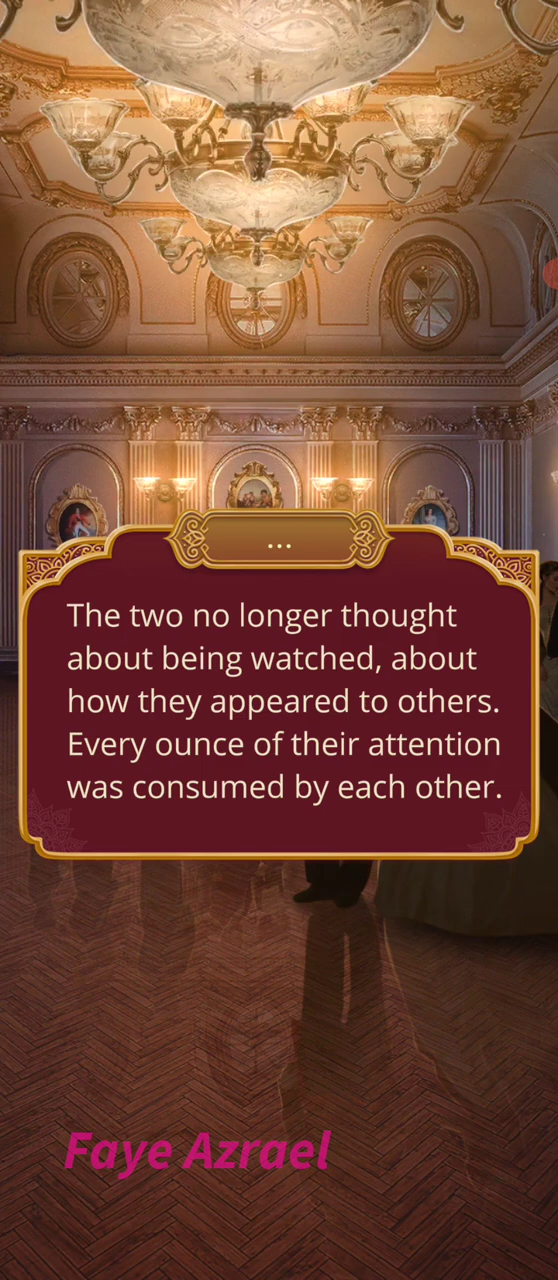 ...
The two no longer thought
about being watched, about
how they appeared to others.
Every ounce of their attention
was consumed by each other.
Faye Azrael